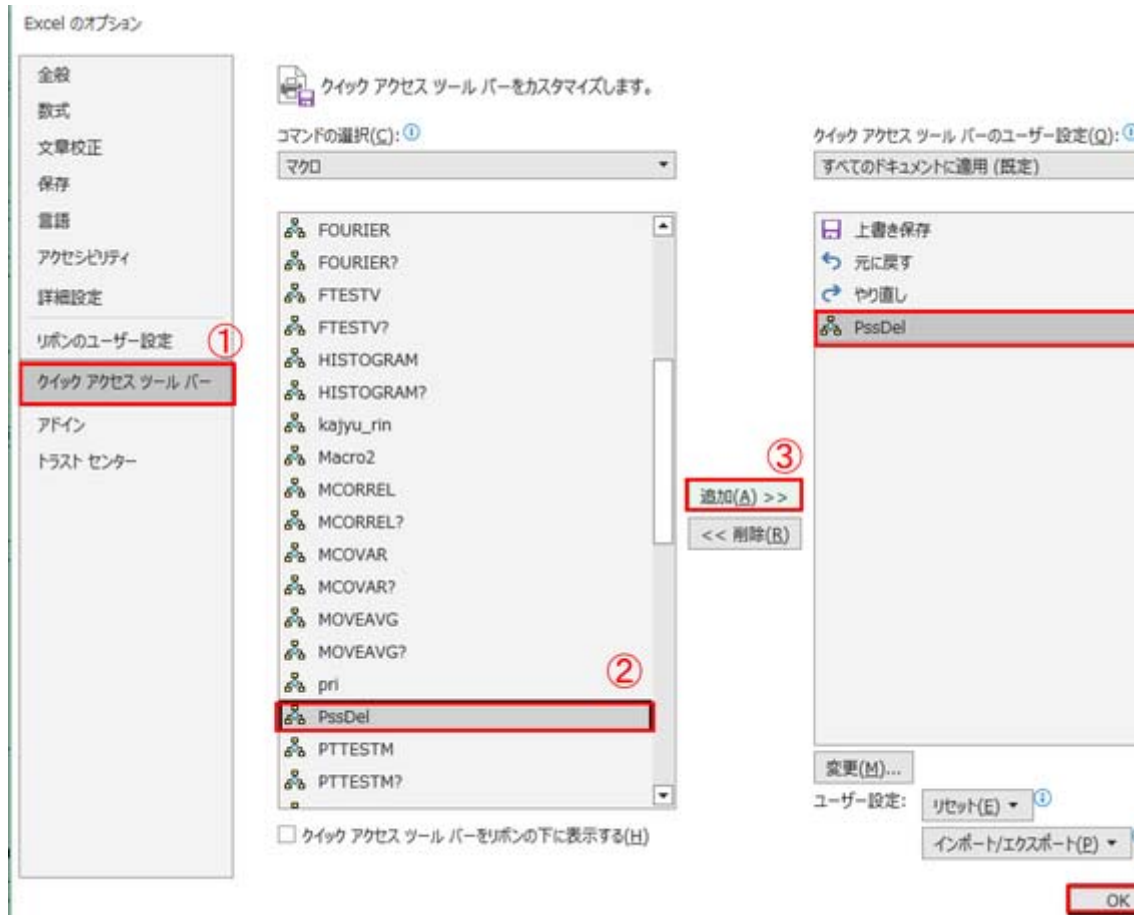 Excel のオプション
全般
数式
文章校正
保存
言語
アクセシビリティ
詳細設定
リボンのユーザー設定
①
クイック アクセス ツール バー
アドイン
トラスト センター
クイック アクセス ツール バーをカスタマイズします。
コマンドの選択(C):
マクロ
FOURIER
FOURIER?
FTESTV
FTESTV?
HISTOGRAM
HISTOGRAM?
kajyu_rin
Macro2
MCORREL
MCORREL?
MCOVAR
MCOVAR?
MOVEAVG
MOVEAVG?
pri
②
PssDel
PTTESTM
PTTESTM?
クイック アクセス ツール バーをリボンの下に表示する(H)
③
追加(A) >>
<< 削除(R)
クイック アクセス ツール バーのユーザー設定(Q):
すべてのドキュメントに適用 (既定)
上書き保存
元に戻す
やり直し
PssDel
変更(M)...
ユーザー設定: リセット(E)
インポート/エクスポート(P)
OK